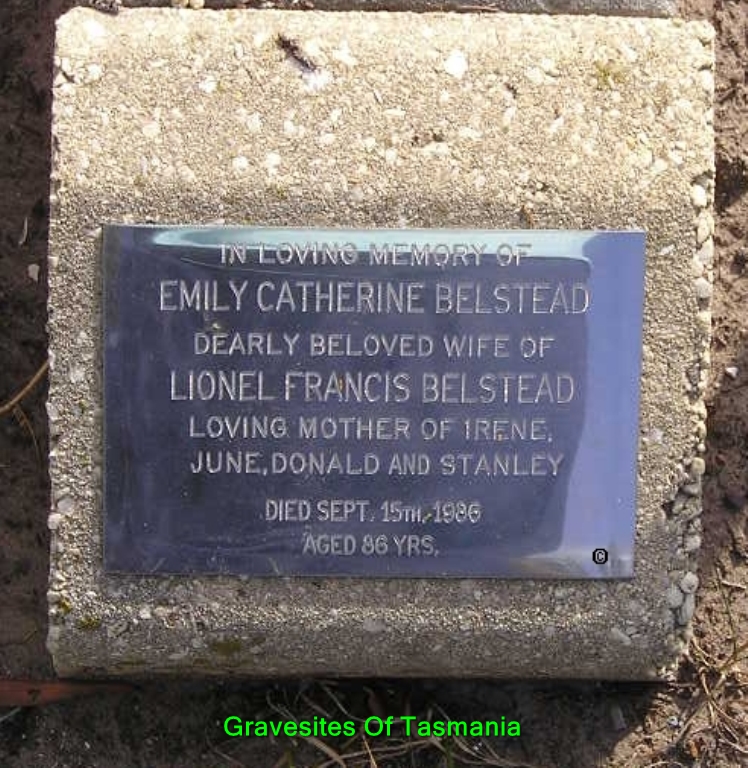 IN LOVING MEMORY OF
EMILY CATHERINE BELSTEAD
DEARLY BELOVED WIFE OF
LIONEL FRANCIS BELSTEAD
LOVING MOTHER OF IRENE,
JUNE, DONALD AND STANLEY
DIED SEPT. 15TH, 1986
AGED 86 YRS.
©
Gravesites Of Tasmania